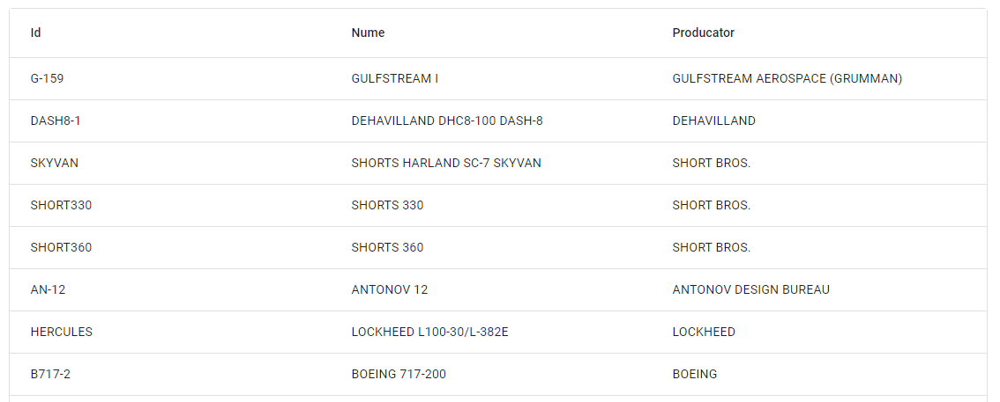 Id Nume Producator
G-159 GULFSTREAM I GULFSTREAM AEROSPACE (GRUMMAN)
DASH8-1 DEHAVILLAND DHC8-100 DASH-8 DEHAVILLAND
SKYVAN SHORTS HARLAND SC-7 SKYVAN SHORT BROS.
SHORT330 SHORTS 330 SHORT BROS.
SHORT360 SHORTS 360 SHORT BROS.
AN-12 ANTONOV 12 ANTONOV DESIGN BUREAU
HERCULES LOCKHEED L100-30/L-382E LOCKHEED
B717-2 BOEING 717-200 BOEING